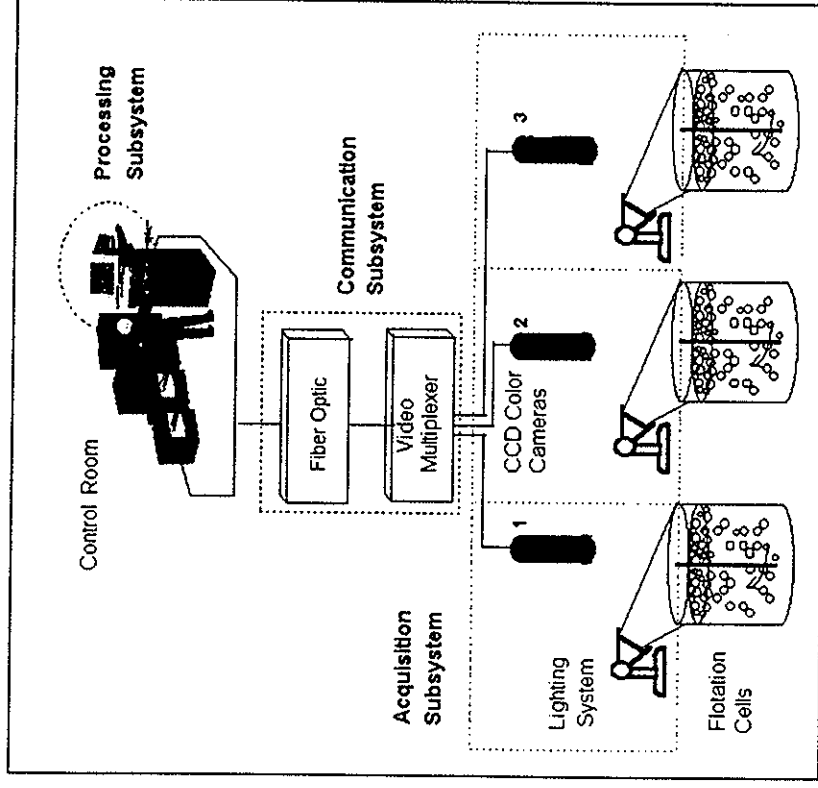 Processing
Subsystem
Control Room
Communication
Subsystem
Fiber Optic
Video
Multiplexer
Acquisition
Subsystem
CCD Color
Cameras
1
2
3
Lighting
System
Flotation
Cells